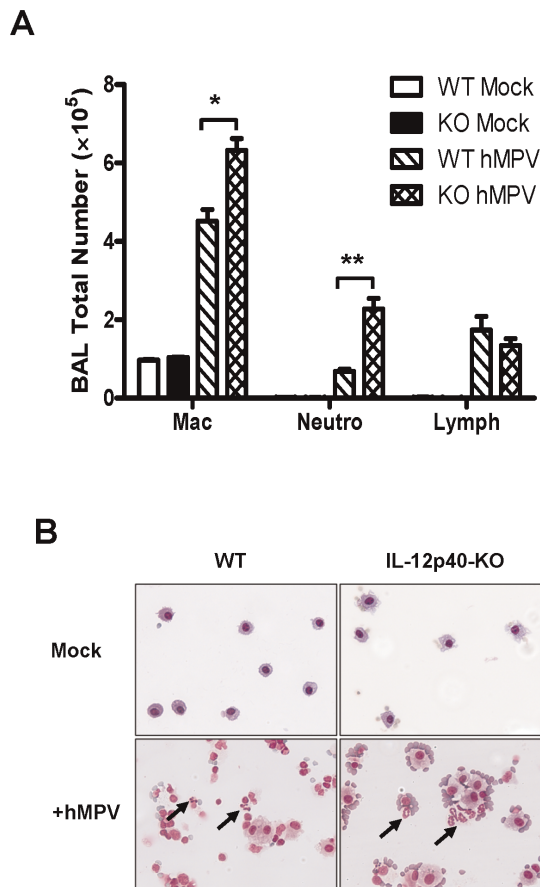 A
BAL Total Number (×10⁵)
8
6
4
2
0
*
**
WT Mock
KO Mock
WT hMPV
KO hMPV
Mac Neutro Lymph
B
WT IL-12p40-KO
Mock
+hMPV